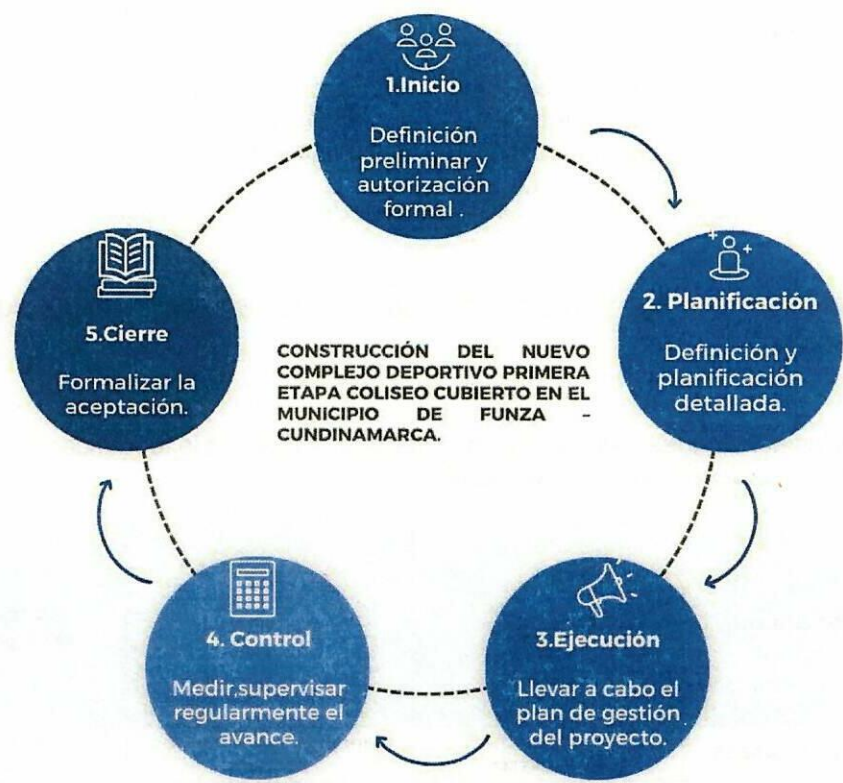 1.Inicio
Definición
preliminar y
autorización
formal .
2. Planificación
Definición y
planificación
detallada.
5.Cierre
Formalizar la
aceptación.
CONSTRUCCIÓN DEL NUEVO
COMPLEJO DEPORTIVO PRIMERA
ETAPA COLISEO CUBIERTO EN EL
MUNICIPIO DE FUNZA –
CUNDINAMARCA.
4. Control
Medir,supervisar
regularmente el
avance.
3.Ejecución
Llevar a cabo el
plan de gestión
del proyecto.